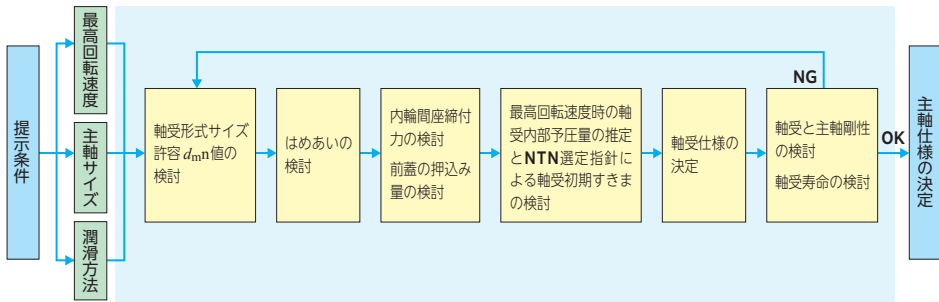 提示条件
最高回転速度
主軸サイズ
潤滑方法
軸受形式サイズ
許容dmn値の
検討
はめあいの
検討
内輪間座締付
力の検討
前蓋の押込み
量の検討
最高回転速度時の軸
受内部予圧量の推定
とNTN選定指針に
よる軸受初期すきま
の検討
軸受仕様の
決定
NG
軸受と主軸剛性
の検討
軸受寿命の検討
OK
主軸仕様の決定